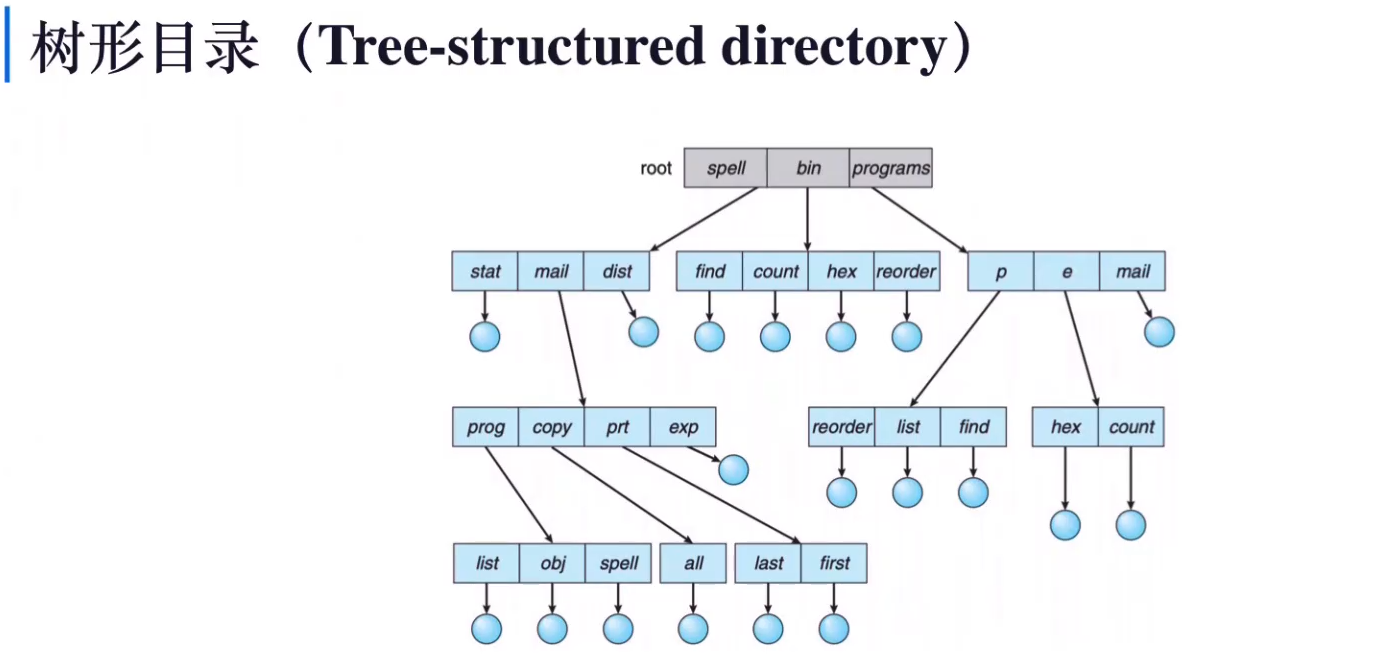 树形目录（Tree-structured directory）
root spell bin programs
stat mail dist find count hex reorder p e mail
prog copy prt exp reorder list find hex count
list obj spell all last first